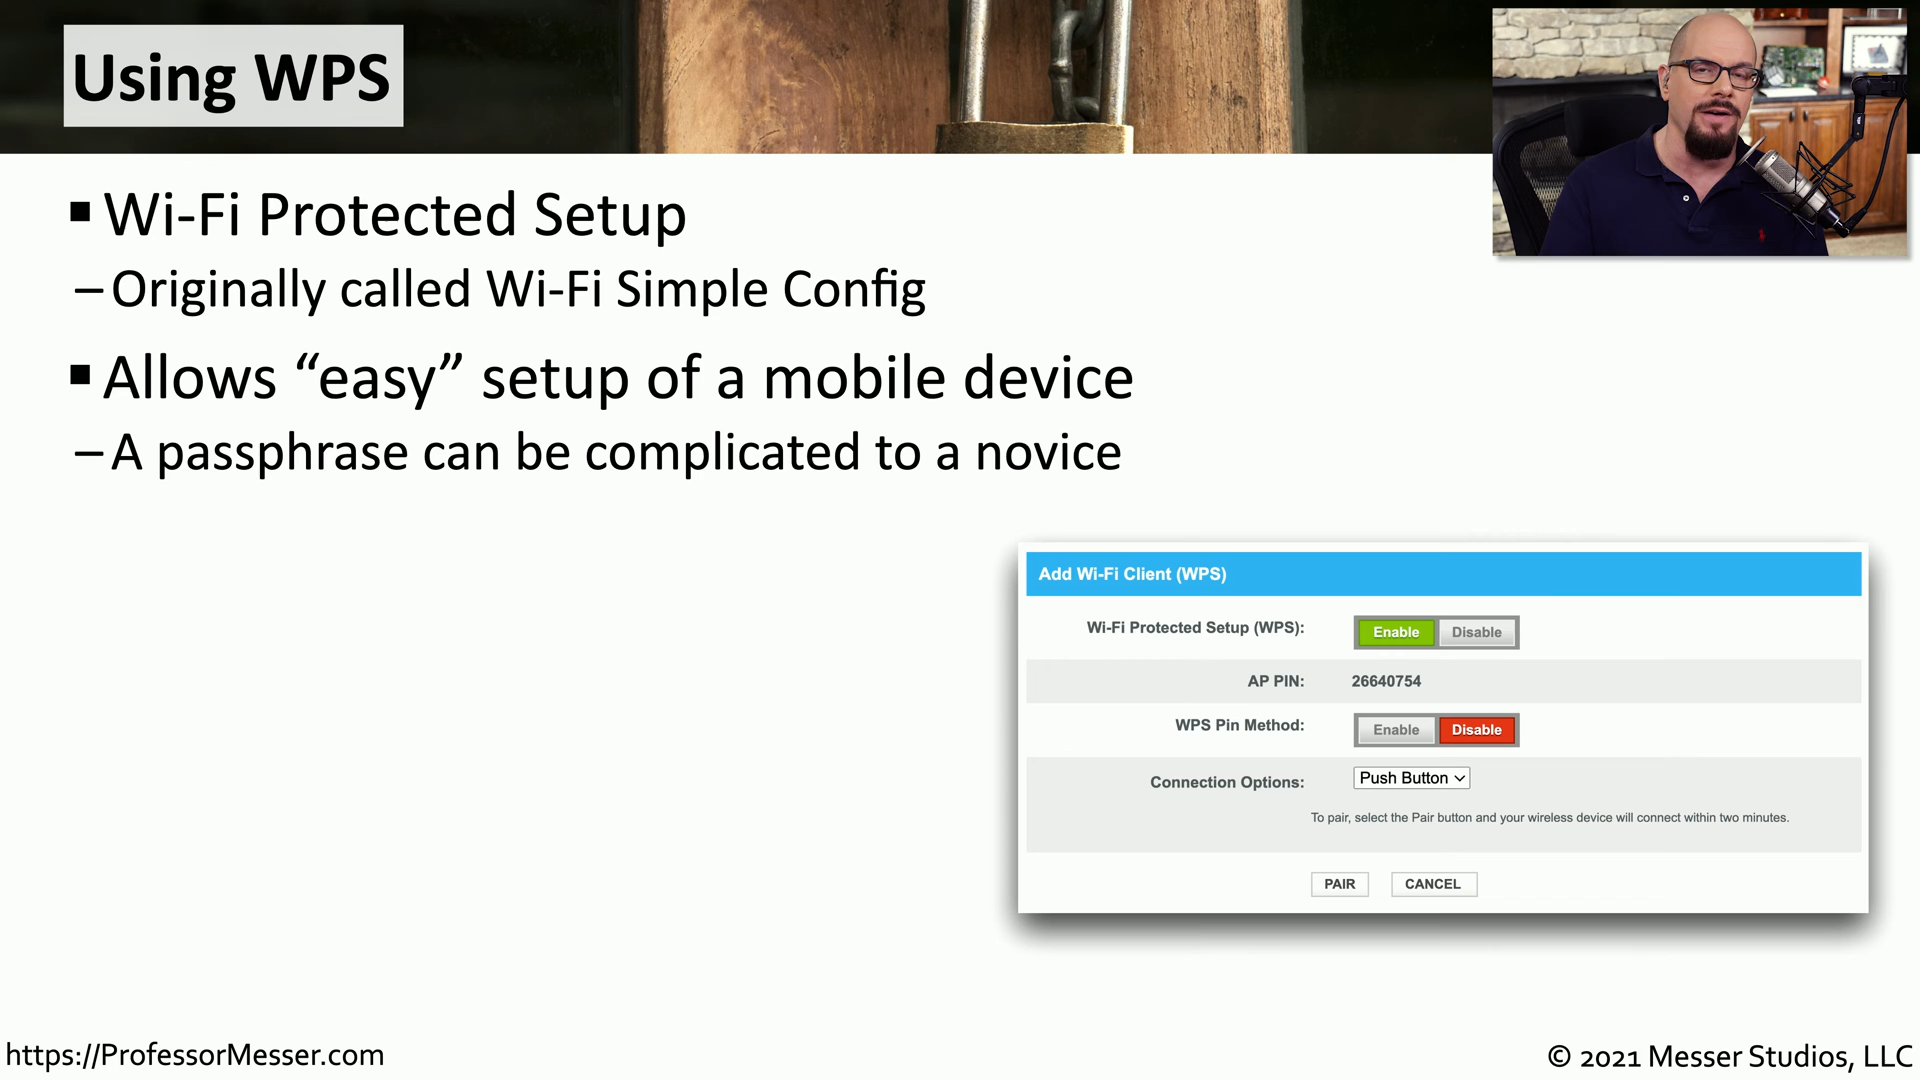 Using WPS
▪ Wi-Fi Protected Setup
– Originally called Wi-Fi Simple Config
▪ Allows “easy” setup of a mobile device
– A passphrase can be complicated to a novice
Add Wi-Fi Client (WPS)
Wi-Fi Protected Setup (WPS): Enable Disable
AP PIN: 26640754
WPS Pin Method: Enable Disable
Connection Options: Push Button
To pair, select the Pair button and your wireless device will connect within two minutes.
PAIR CANCEL
https://ProfessorMesser.com
© 2021 Messer Studios, LLC